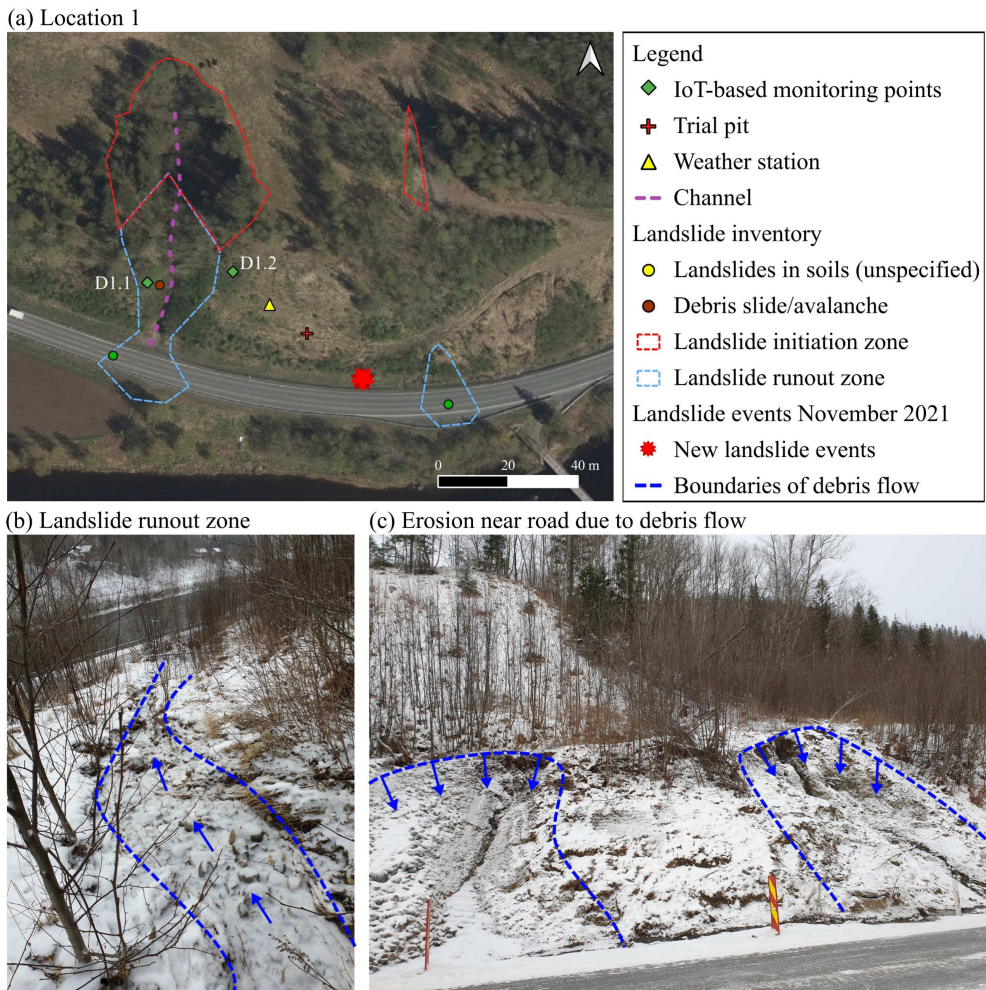 (a) Location 1
D1.1
D1.2
0 20 40 m
Legend
IoT-based monitoring points
Trial pit
Weather station
Channel
Landslide inventory
Landslides in soils (unspecified)
Debris slide/avalanche
Landslide initiation zone
Landslide runout zone
Landslide events November 2021
New landslide events
Boundaries of debris flow
(b) Landslide runout zone
(c) Erosion near road due to debris flow